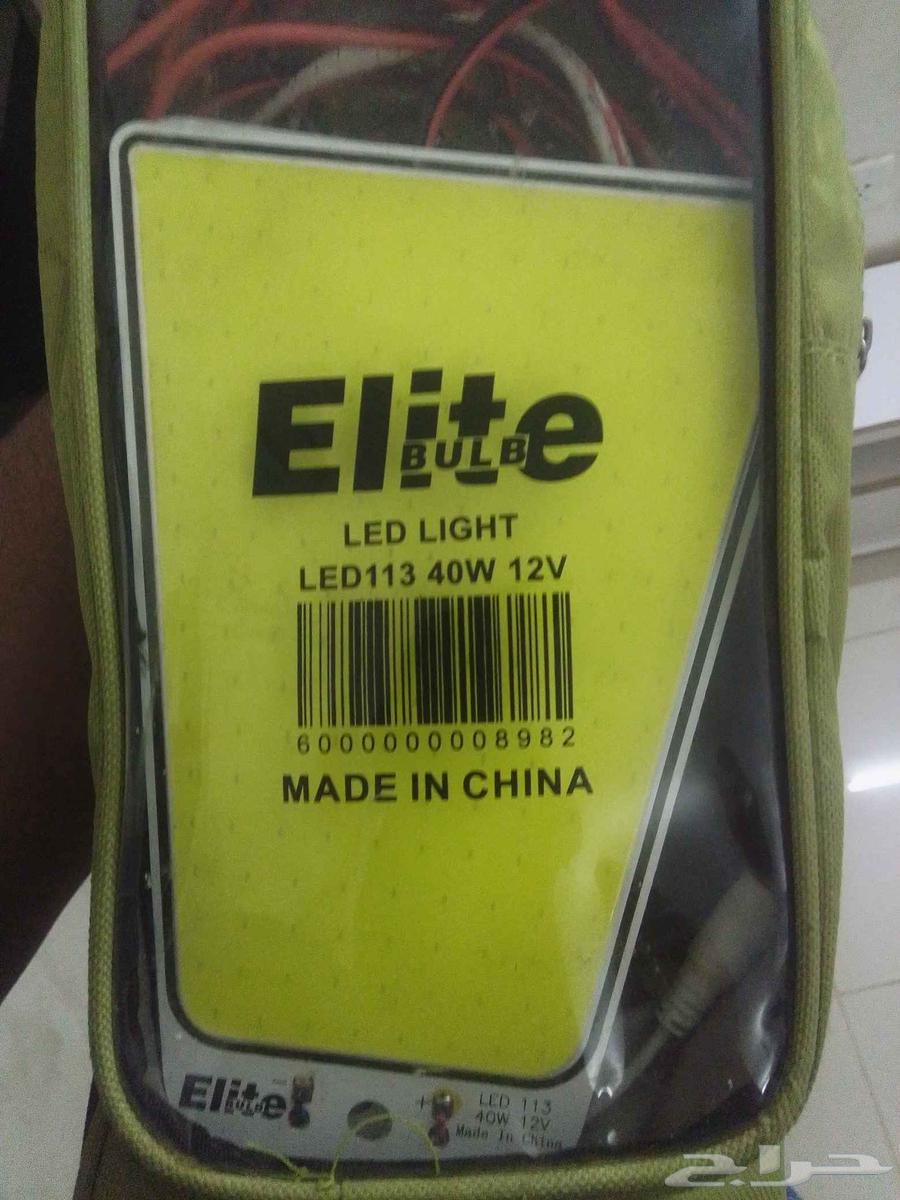 Elite
BULB
LED LIGHT
LED113 40W 12V
6000000008982
MADE IN CHINA
Elite
BULB
- +
LED 113
40W 12V
Made In China
حراج